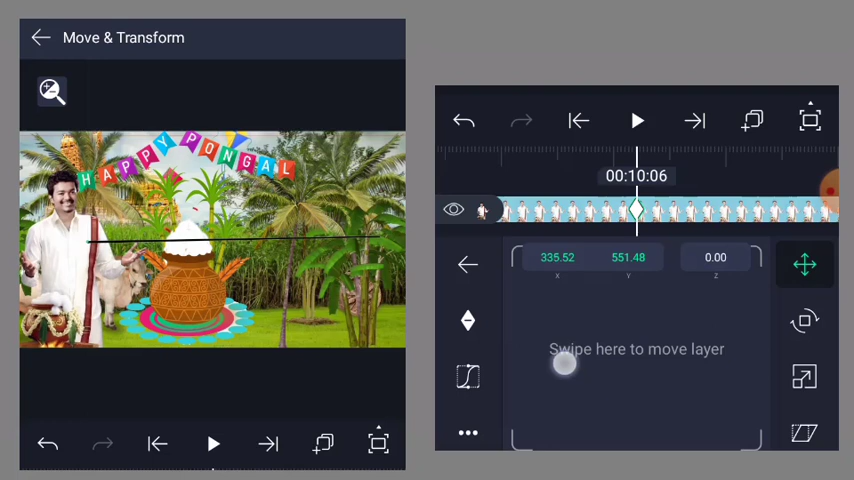 Move & Transform
HAPPY PONGAL
00:10:06
335.52 551.48 0.00
X Y Z
Swipe here to move layer